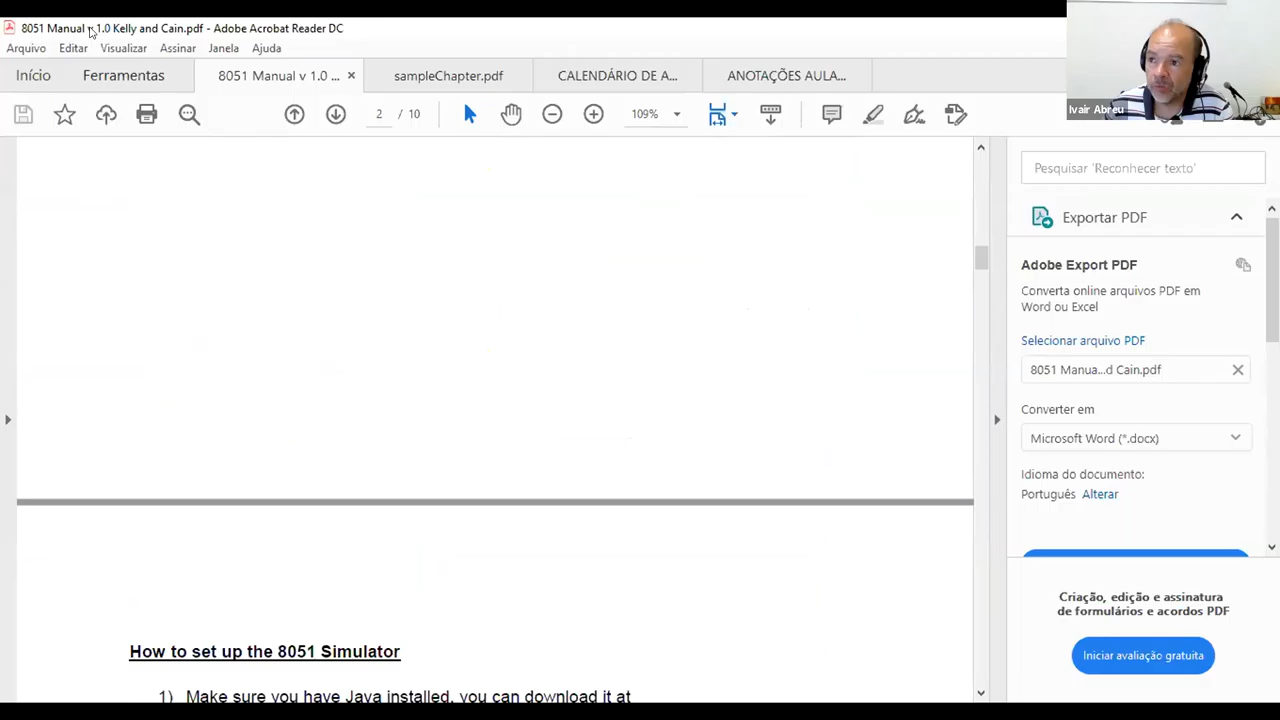 8051 Manual v 1.0 Kelly and Cain.pdf - Adobe Acrobat Reader DC
Arquivo Editar Visualizar Assinar Janela Ajuda
Início Ferramentas 8051 Manual v 1.0 ... × sampleChapter.pdf CALENDÁRIO DE A... ANOTAÇÕES AULA...
2 / 10 109%
Ivair Abreu
Pesquisar 'Reconhecer texto'
Exportar PDF
Adobe Export PDF
Converta online arquivos PDF em
Word ou Excel
Selecionar arquivo PDF
8051 Manua...d Cain.pdf
Converter em
Microsoft Word (*.docx)
Idioma do documento:
Português Alterar
Criação, edição e assinatura
de formulários e acordos PDF
Iniciar avaliação gratuita
How to set up the 8051 Simulator
1) Make sure you have Java installed, you can download it at